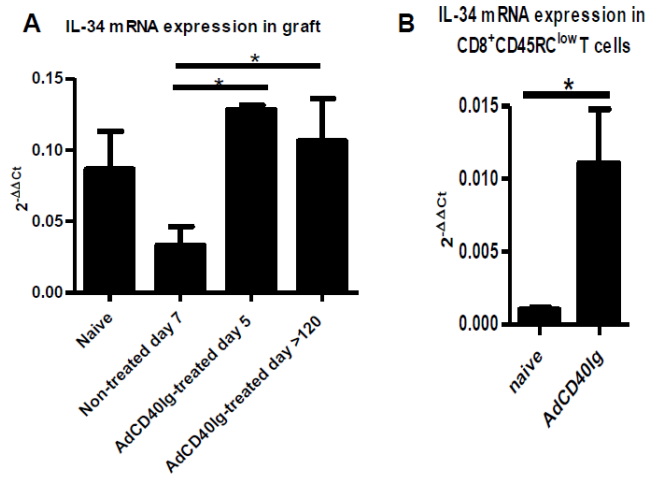 A IL-34 mRNA expression in graft
2^-ΔΔCt
0.15
0.10
0.05
0.00
*
*
Naive
Non-treated day 7
AdCD40Ig-treated day 5
AdCD40Ig-treated day >120
B IL-34 mRNA expression in
CD8⁺CD45RC^low T cells
2^-ΔΔCt
0.015
0.010
0.005
0.000
*
naive
AdCD40Ig